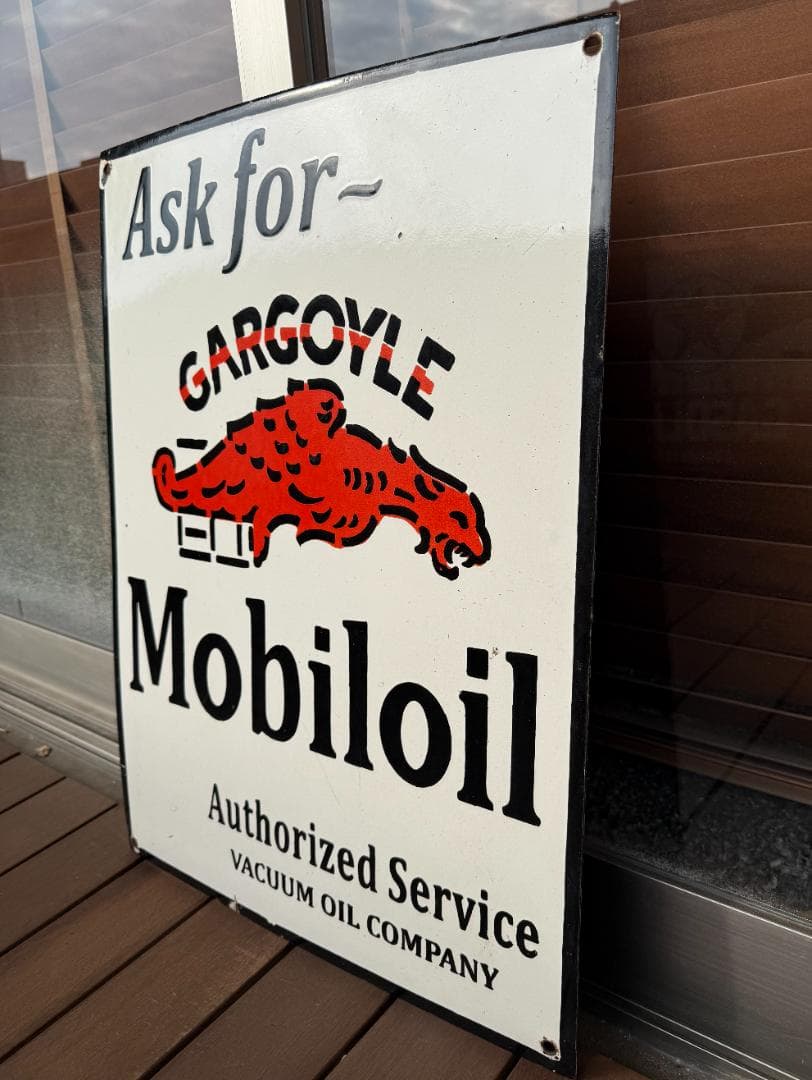 Ask for~
GARGOYLE
Mobiloil
Authorized Service
VACUUM OIL COMPANY